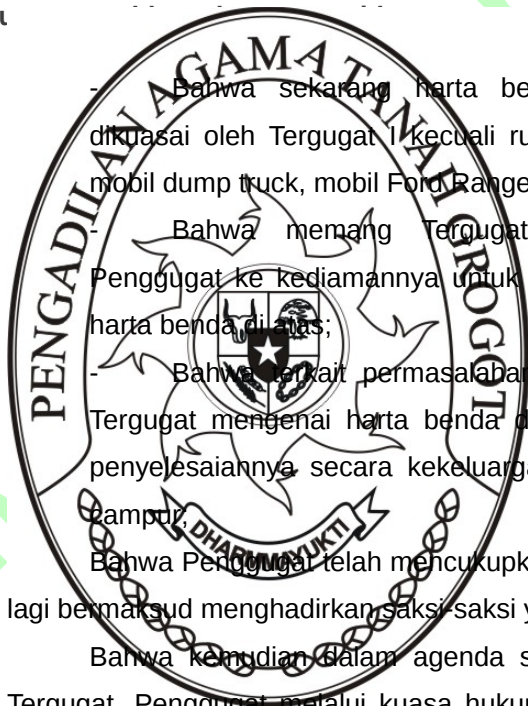 PENGADILAN AGAMA TANAH GROGOT
- Bahwa sekarang harta be
dikuasai oleh Tergugat I kecuali ru
mobil dump truck, mobil Ford Range
- Bahwa memang Tergugat
Penggugat ke kediamannya untuk
harta benda di atas;
- Bahwa terkait permasalahan
Tergugat mengenai harta benda d
penyelesaiannya secara kekeluarga
campur;
DHARMMAYUKTI
Bahwa Penggugat telah mencukupk
lagi bermaksud menghadirkan saksi-saksi y
Bahwa kemudian dalam agenda s
Tergugat, Penggugat melalui kuasa hukum